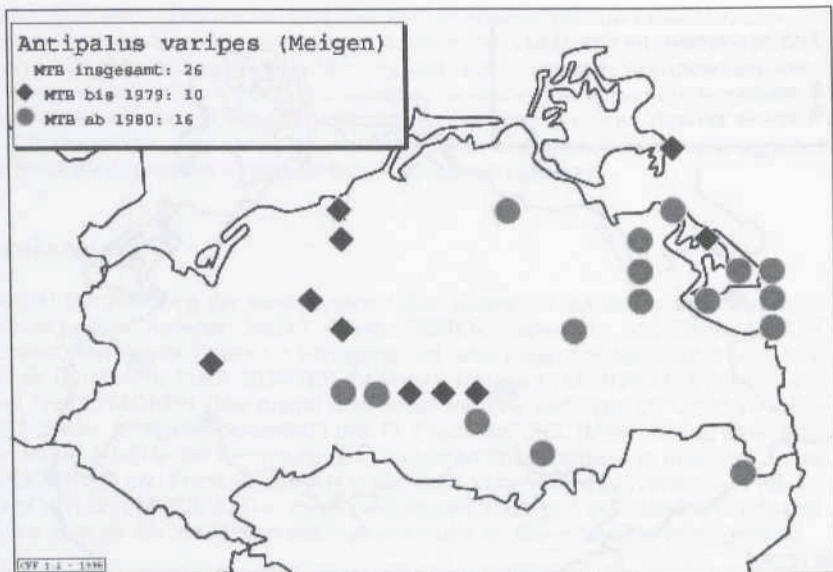 Antipalus varipes (Meigen)
MTB insgesamt: 26
MTB bis 1979: 10
MTB ab 1980: 16